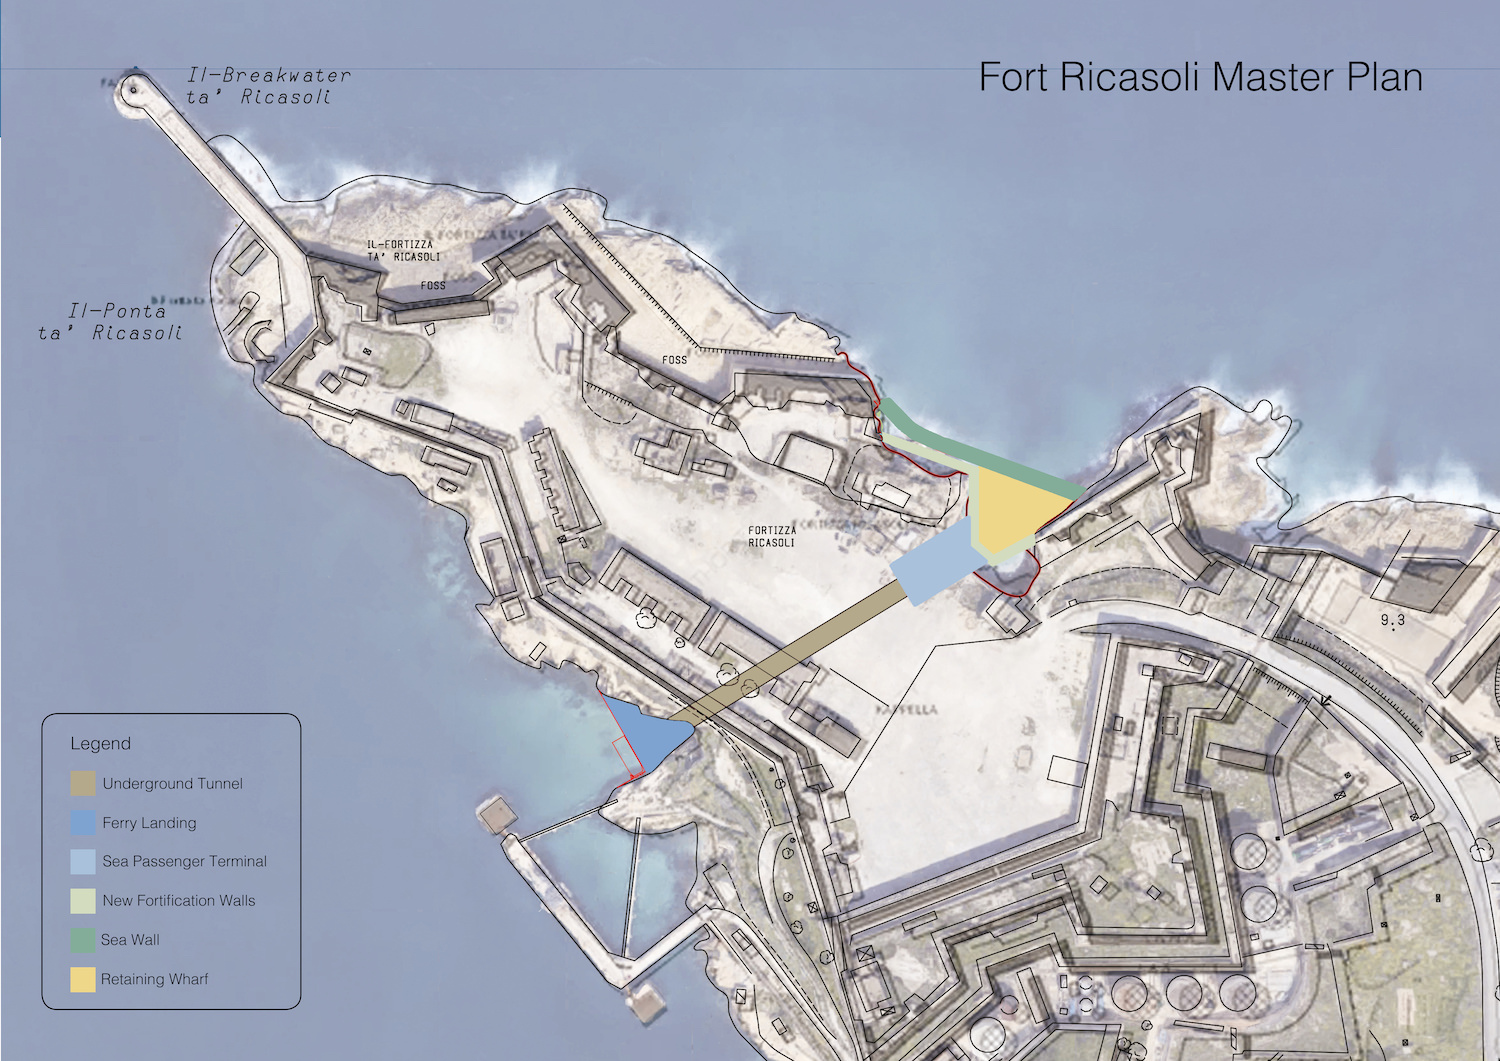 Fort Ricasoli Master Plan
Il-Breakwater
ta' Ricasoli
IL-FORTIZZA
TA' RICASOLI
FOSS
Il-Ponta
ta' Ricasoli
FOSS
FORTIZZA
RICASOLI
9.3
KAPPELLA
Legend
Underground Tunnel
Ferry Landing
Sea Passenger Terminal
New Fortification Walls
Sea Wall
Retaining Wharf